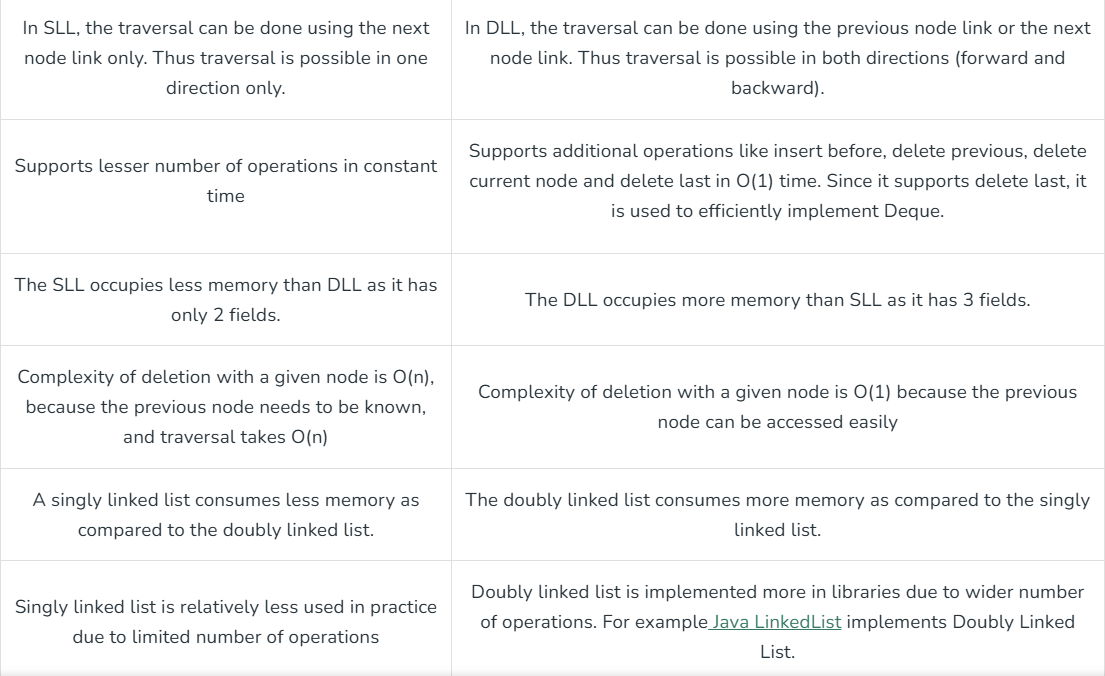 In SLL, the traversal can be done using the next
node link only. Thus traversal is possible in one
direction only.
In DLL, the traversal can be done using the previous node link or the next
node link. Thus traversal is possible in both directions (forward and
backward).
Supports lesser number of operations in constant
time
Supports additional operations like insert before, delete previous, delete
current node and delete last in O(1) time. Since it supports delete last, it
is used to efficiently implement Deque.
The SLL occupies less memory than DLL as it has
only 2 fields.
The DLL occupies more memory than SLL as it has 3 fields.
Complexity of deletion with a given node is O(n),
because the previous node needs to be known,
and traversal takes O(n)
Complexity of deletion with a given node is O(1) because the previous
node can be accessed easily
A singly linked list consumes less memory as
compared to the doubly linked list.
The doubly linked list consumes more memory as compared to the singly
linked list.
Singly linked list is relatively less used in practice
due to limited number of operations
Doubly linked list is implemented more in libraries due to wider number
of operations. For example Java LinkedList implements Doubly Linked
List.